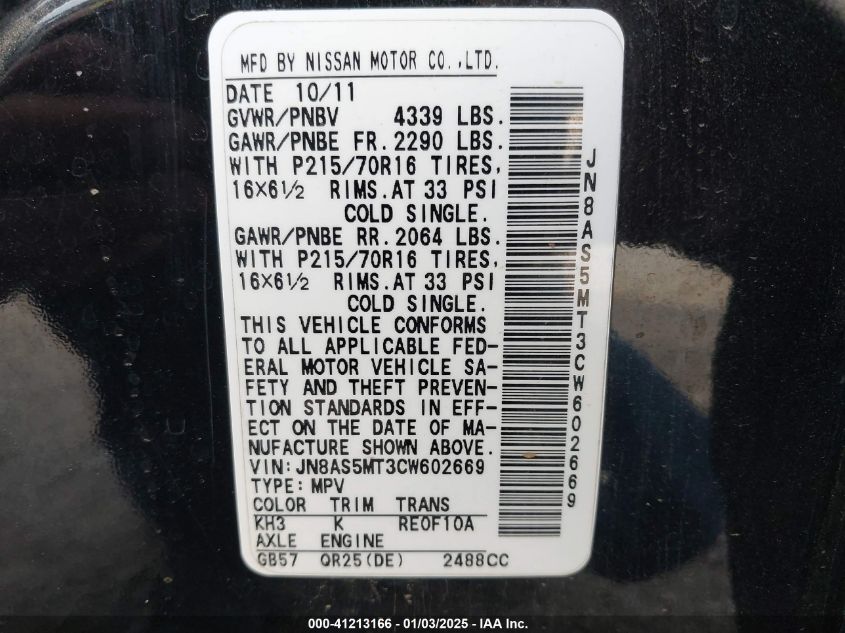 MFD BY NISSAN MOTOR CO.,LTD.
DATE 10/11
GVWR/PNBV 4339 LBS.
GAWR/PNBE FR.2290 LBS.
WITH P215/70R16 TIRES,
16X6½ RIMS.AT 33 PSI
COLD SINGLE.
GAWR/PNBE RR.2064 LBS.
WITH P215/70R16 TIRES,
16X6½ RIMS.AT 33 PSI
COLD SINGLE.
THIS VEHICLE CONFORMS
TO ALL APPLICABLE FED-
ERAL MOTOR VEHICLE SA-
FETY AND THEFT PREVEN-
TION STANDARDS IN EFF-
ECT ON THE DATE OF MA-
NUFACTURE SHOWN ABOVE.
VIN:JN8AS5MT3CW602669
TYPE:MPV
COLOR TRIM TRANS
KH3 K RE0F10A
AXLE ENGINE
GB57 QR25(DE) 2488CC
JN8AS5MT3CW602669
000-41213166 — 01/03/2025 — IAA Inc.